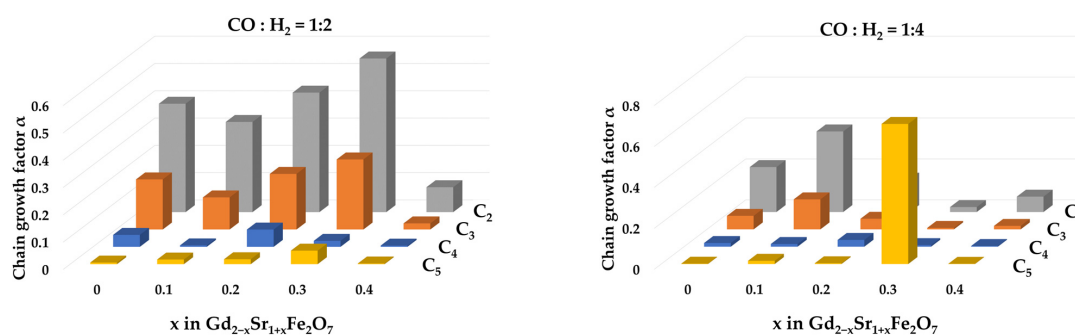 CO : H₂ = 1:2
Chain growth factor α
0.6
0.5
0.4
0.3
0.2
0.1
0
C₂
C₃
C₄
C₅
0 0.1 0.2 0.3 0.4
x in Gd₂₋ₓSr₁₊ₓFe₂O₇
CO : H₂ = 1:4
Chain growth factor α
0.8
0.6
0.4
0.2
0
C
C₃
C₄
C₅
0 0.1 0.2 0.3 0.4
x in Gd₂₋ₓSr₁₊ₓFe₂O₇